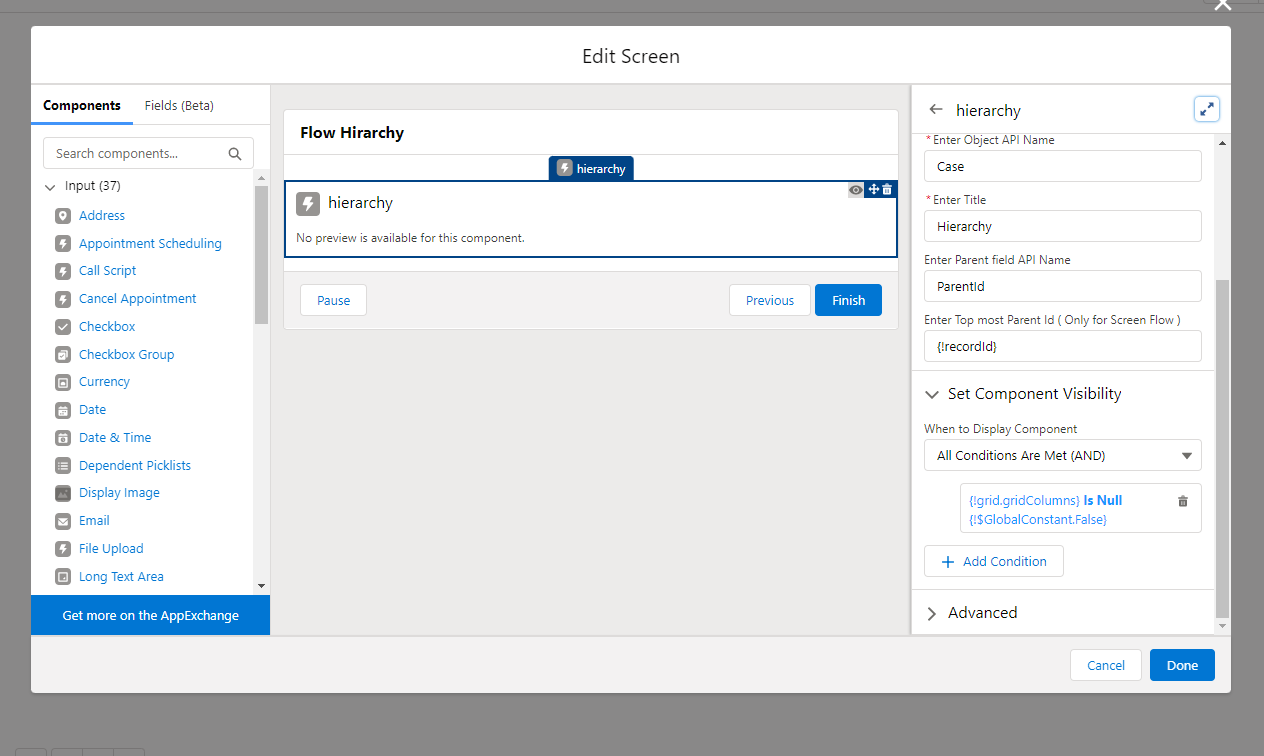 Edit Screen
Components
Fields (Beta)
Search components...
Input (37)
Address
Appointment Scheduling
Call Script
Cancel Appointment
Checkbox
Checkbox Group
Currency
Date
Date & Time
Dependent Picklists
Display Image
Email
File Upload
Long Text Area
Get more on the AppExchange
Flow Hirarchy
hierarchy
hierarchy
No preview is available for this component.
Pause
Previous
Finish
hierarchy
* Enter Object API Name
Case
* Enter Title
Hierarchy
Enter Parent field API Name
ParentId
Enter Top most Parent Id ( Only for Screen Flow )
{!recordId}
Set Component Visibility
When to Display Component
All Conditions Are Met (AND)
{!grid.gridColumns} Is Null
{!$GlobalConstant.False}
+ Add Condition
Advanced
Cancel
Done